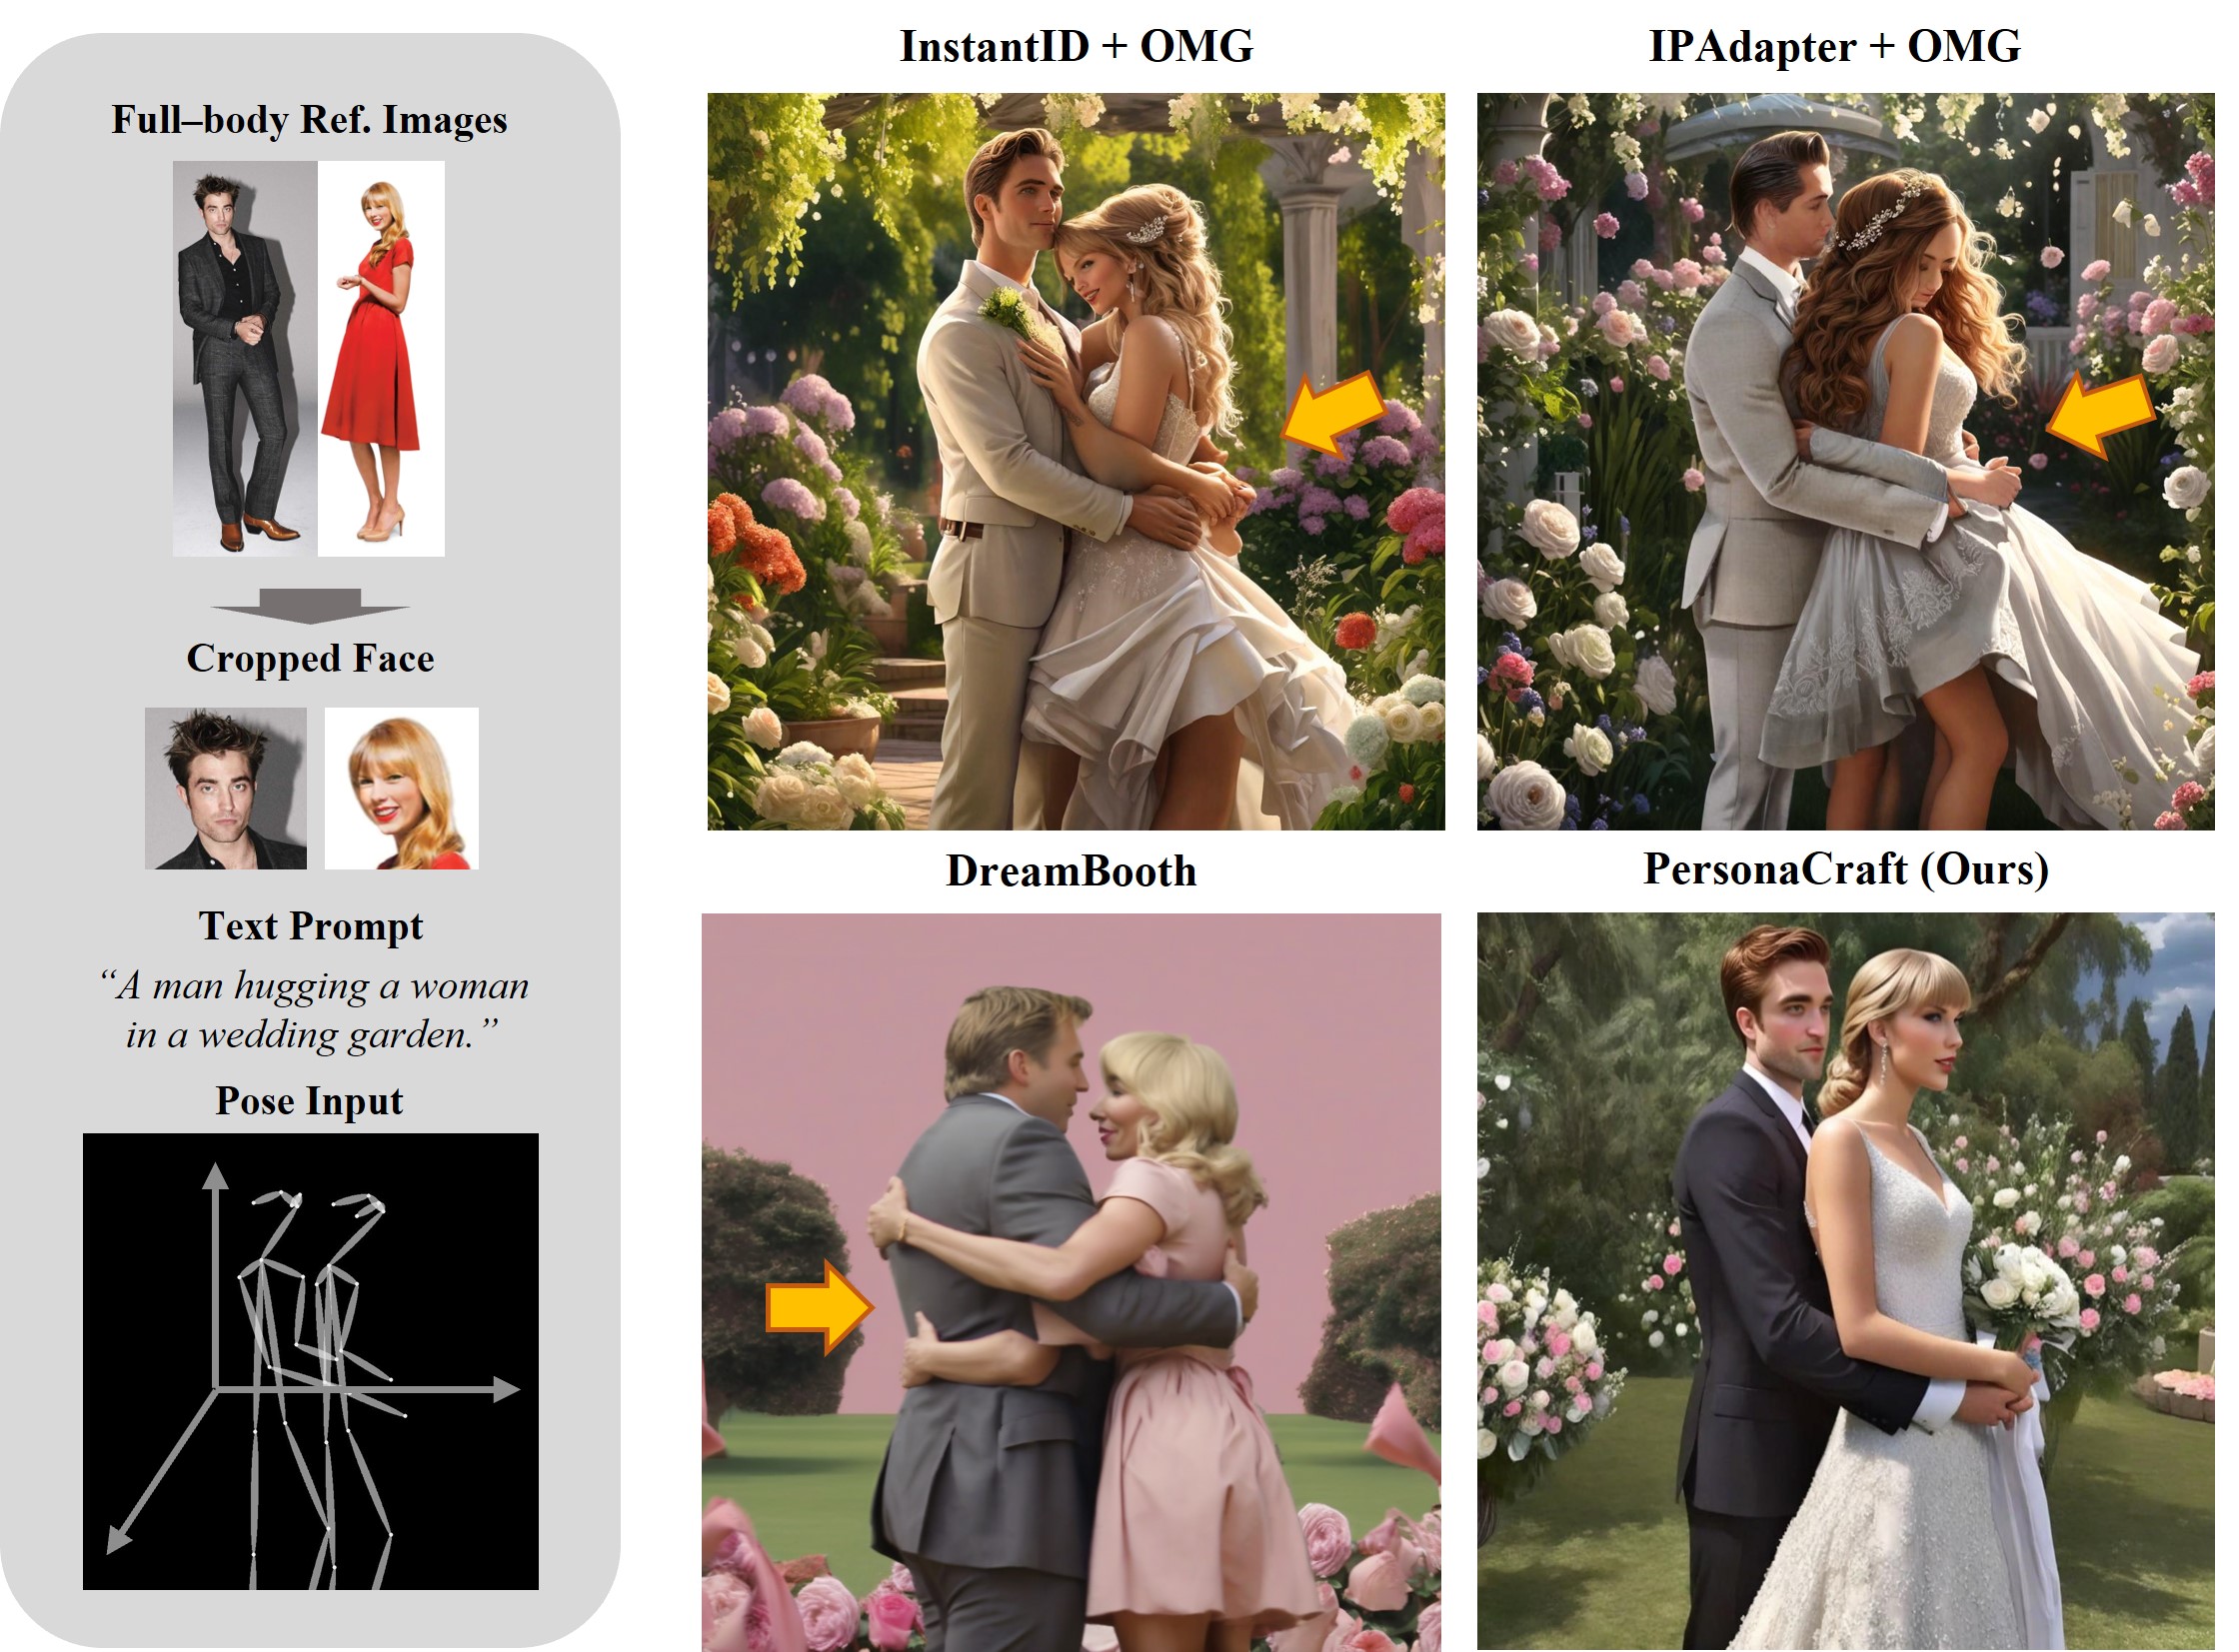 Full–body Ref. Images
Cropped Face
Text Prompt
“A man hugging a woman
in a wedding garden.”
Pose Input
InstantID + OMG
IPAdapter + OMG
DreamBooth
PersonaCraft (Ours)